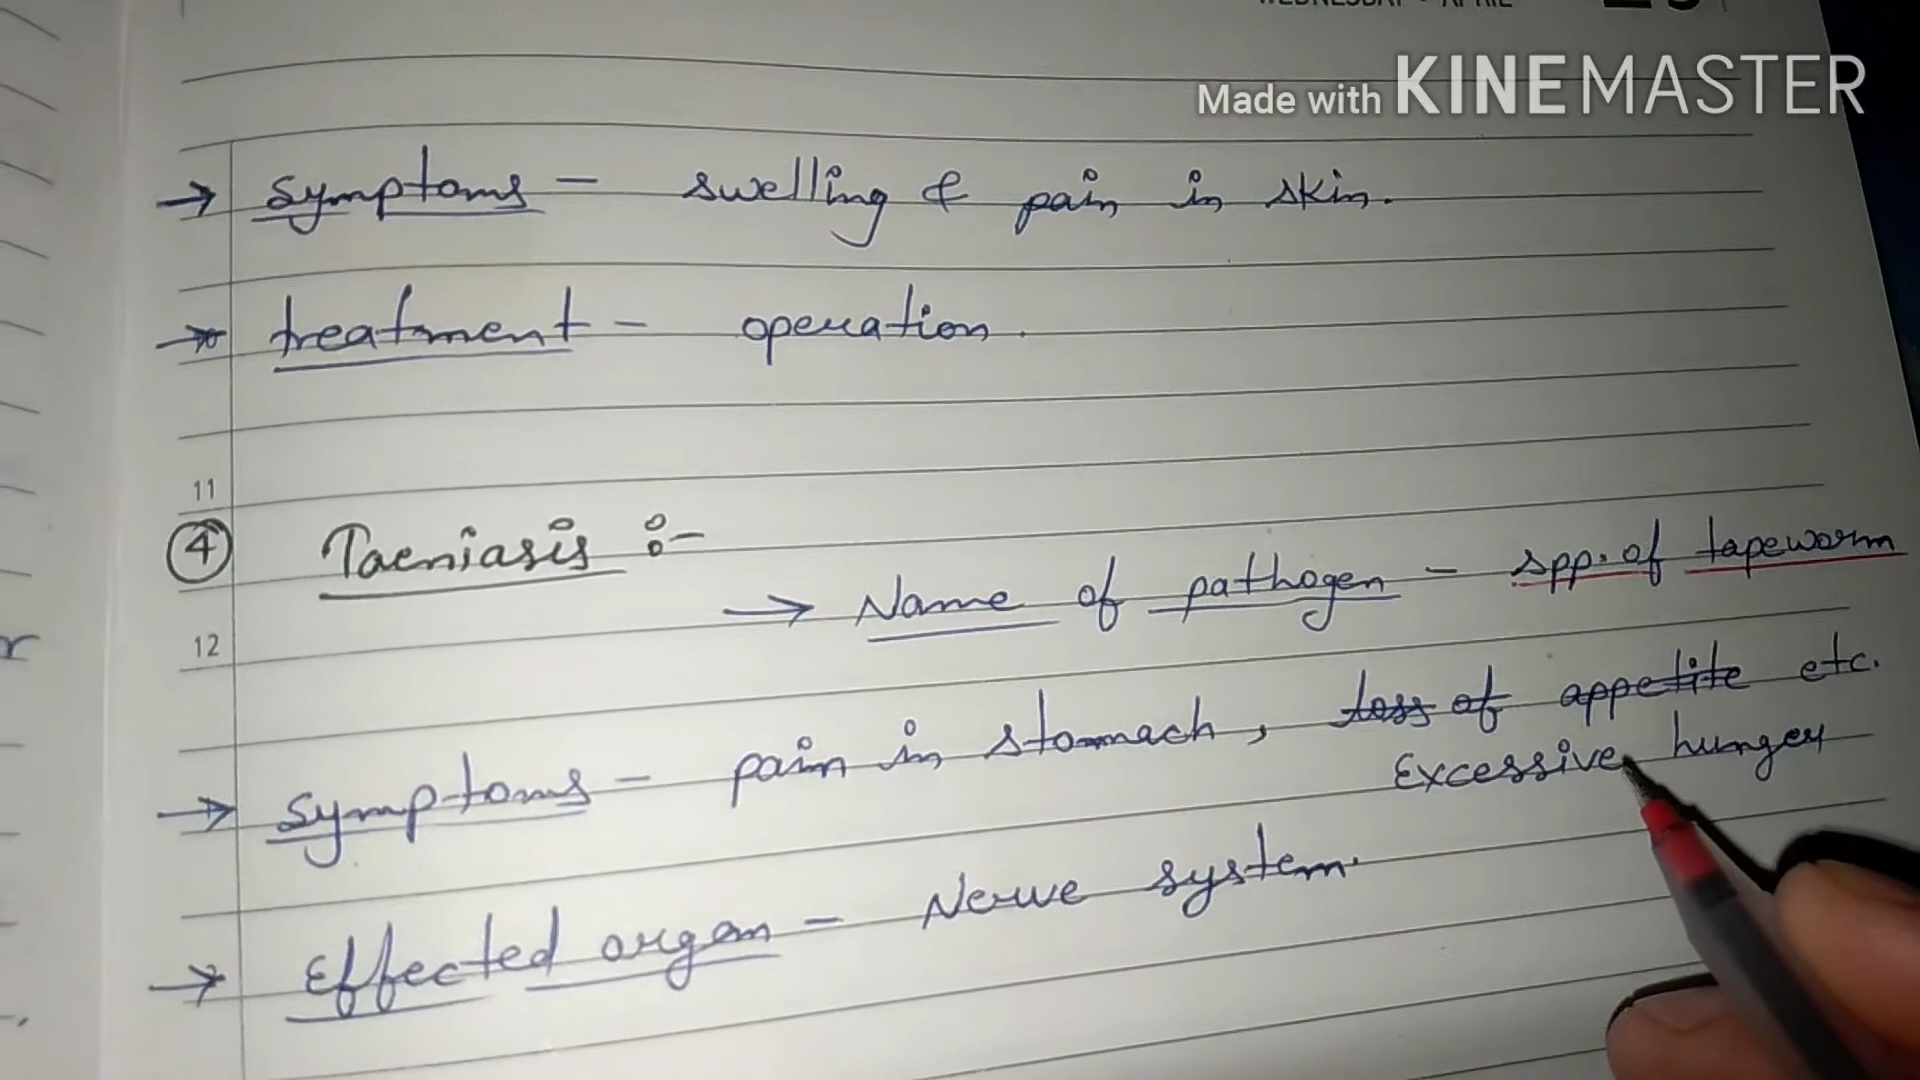 Made with KINEMASTER
→ symptoms - swelling & pain in skin.
→ treatment - operation.
11
④ Taeniasis :-
→ Name of pathogen - spp. of tapeworm
12
→ symptoms - pain in stomach, loss of appetite etc.
Excessive hunger
→ Effected organ - Nerve system.